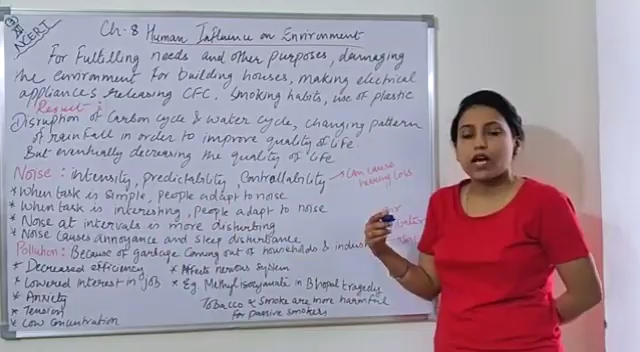 NCERT
Ch-8 Human Influence on Environment
For Fulfilling needs and other purposes, damaging
the environment for building houses, making electrical
appliances releasing CFC. Smoking habits, use of plastic
Result:
Disruption of Carbon cycle & Water cycle, changing pattern
of rainfall in order to improve quality of life.
But eventually decreasing the quality of life
Noise: intensity, predictability, Controllability → Can cause
hearing loss
* When task is simple, people adapt to noise
* When task is interesting, people adapt to noise
* Noise at intervals is more disturbing
* Noise Causes annoyance and sleep disturbance
Pollution: Because of garbage Coming out of households &
* Decreased efficiency
* Lowered Interest in job
* Anxiety
* Tension
* Low Concentration
* Affects nervous system
* Eg. Methyl isocyanate in Bhopal tragedy
Tobacco & Smoke are more harmful
for passive smokers